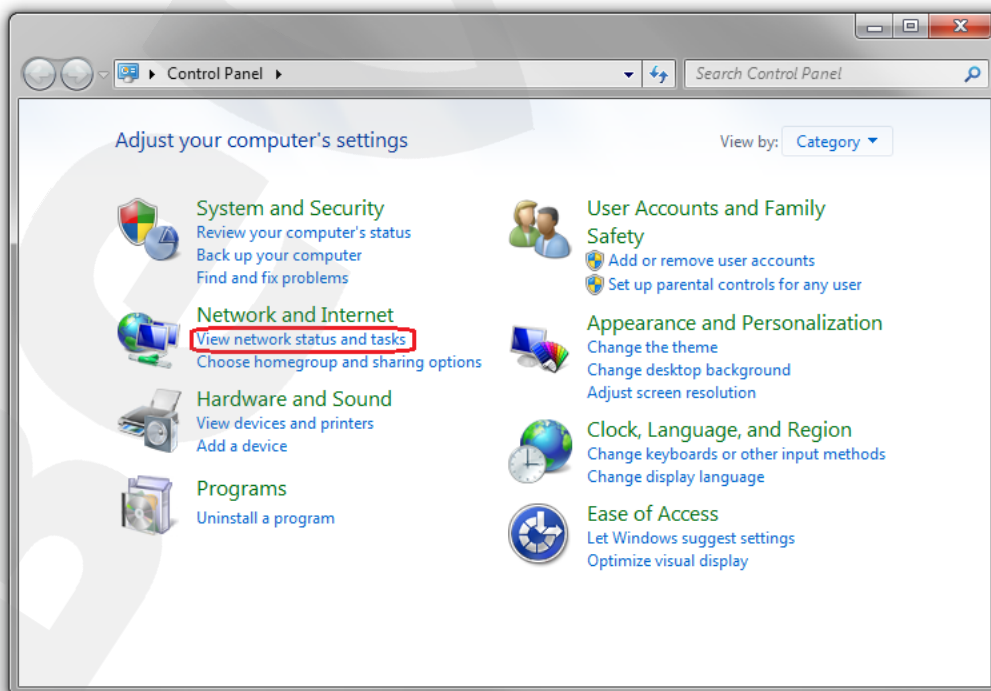 Control Panel
Search Control Panel
Adjust your computer's settings
View by: Category
System and Security
Review your computer's status
Back up your computer
Find and fix problems
Network and Internet
View network status and tasks
Choose homegroup and sharing options
Hardware and Sound
View devices and printers
Add a device
Programs
Uninstall a program
User Accounts and Family
Safety
Add or remove user accounts
Set up parental controls for any user
Appearance and Personalization
Change the theme
Change desktop background
Adjust screen resolution
Clock, Language, and Region
Change keyboards or other input methods
Change display language
Ease of Access
Let Windows suggest settings
Optimize visual display